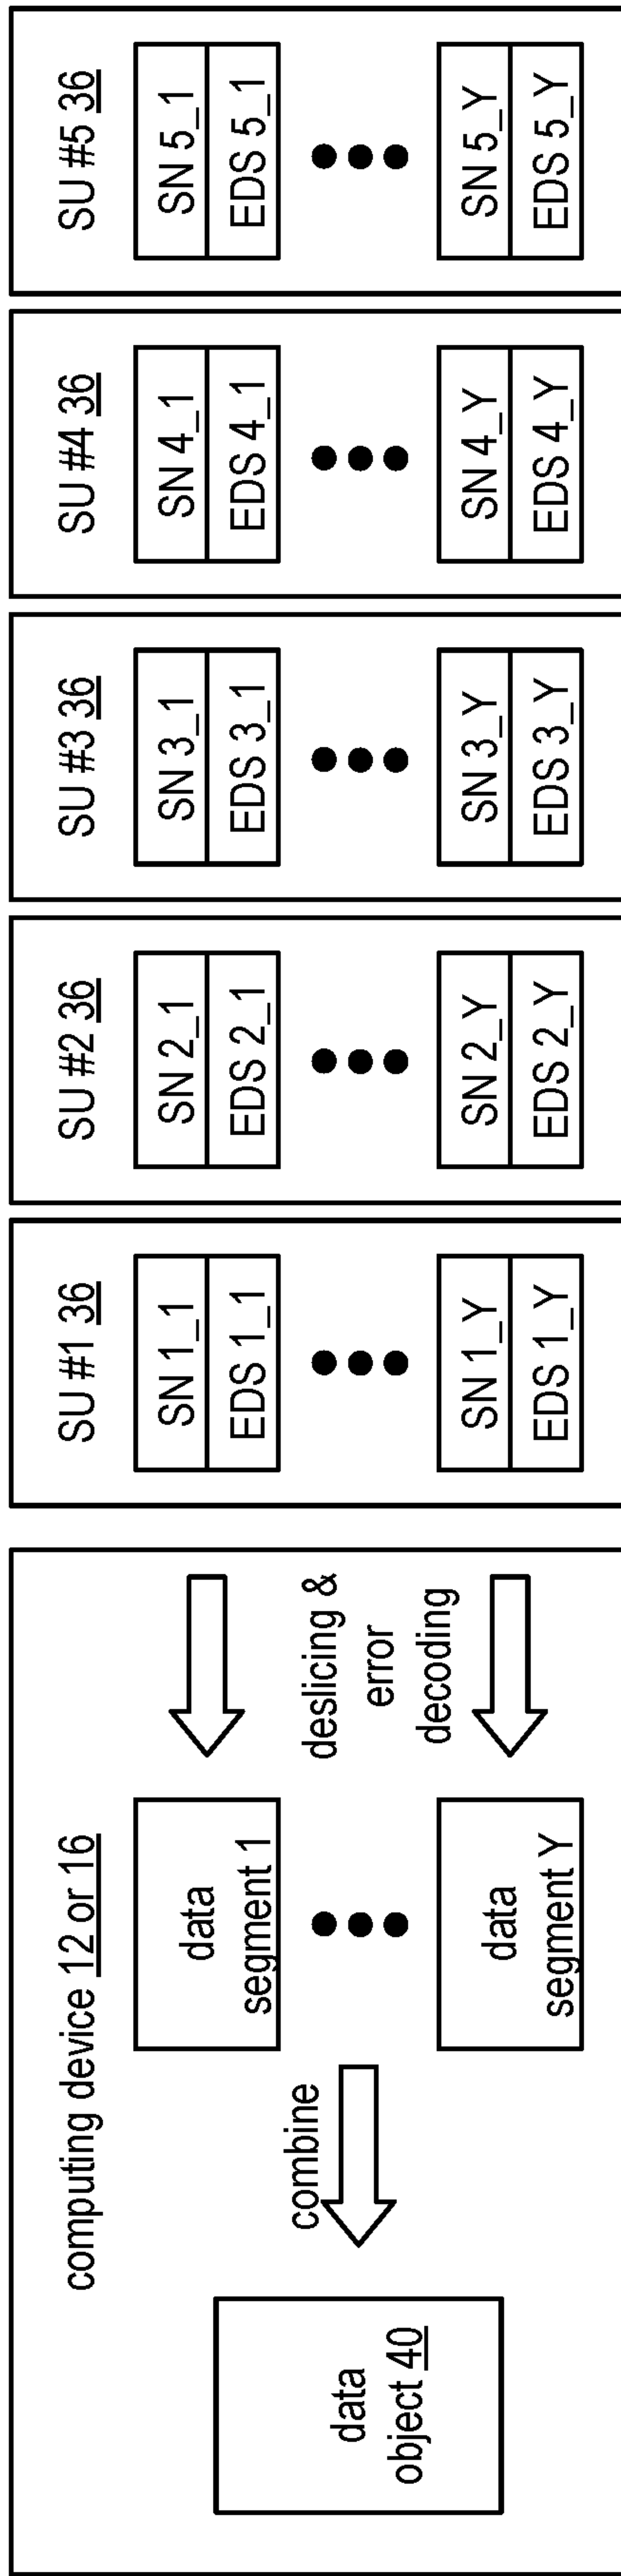 computing device 12 or 16
data
object 40
combine
data
segment 1
data
segment Y
deslicing &
error
decoding
SU #1 36
SN 1_1
EDS 1_1
SN 1_Y
EDS 1_Y
SU #2 36
SN 2_1
EDS 2_1
SN 2_Y
EDS 2_Y
SU #3 36
SN 3_1
EDS 3_1
SN 3_Y
EDS 3_Y
SU #4 36
SN 4_1
EDS 4_1
SN 4_Y
EDS 4_Y
SU #5 36
SN 5_1
EDS 5_1
SN 5_Y
EDS 5_Y